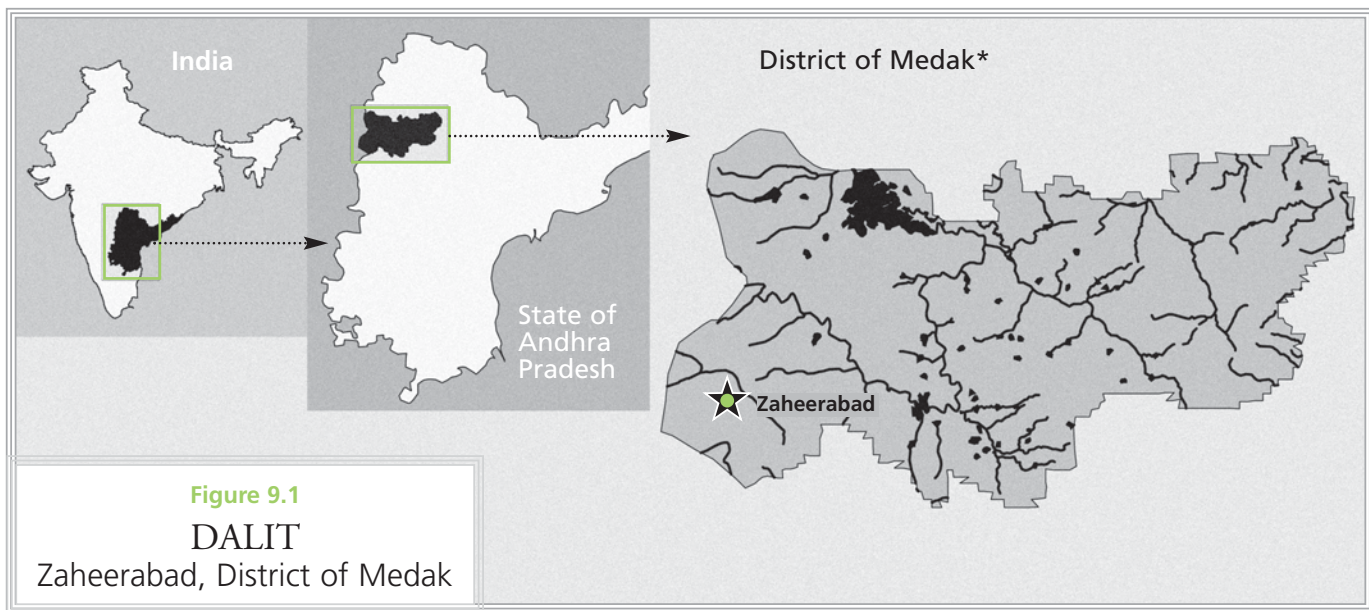 India
State of
Andhra
Pradesh
District of Medak*
Zaheerabad
Figure 9.1
DALIT
Zaheerabad, District of Medak